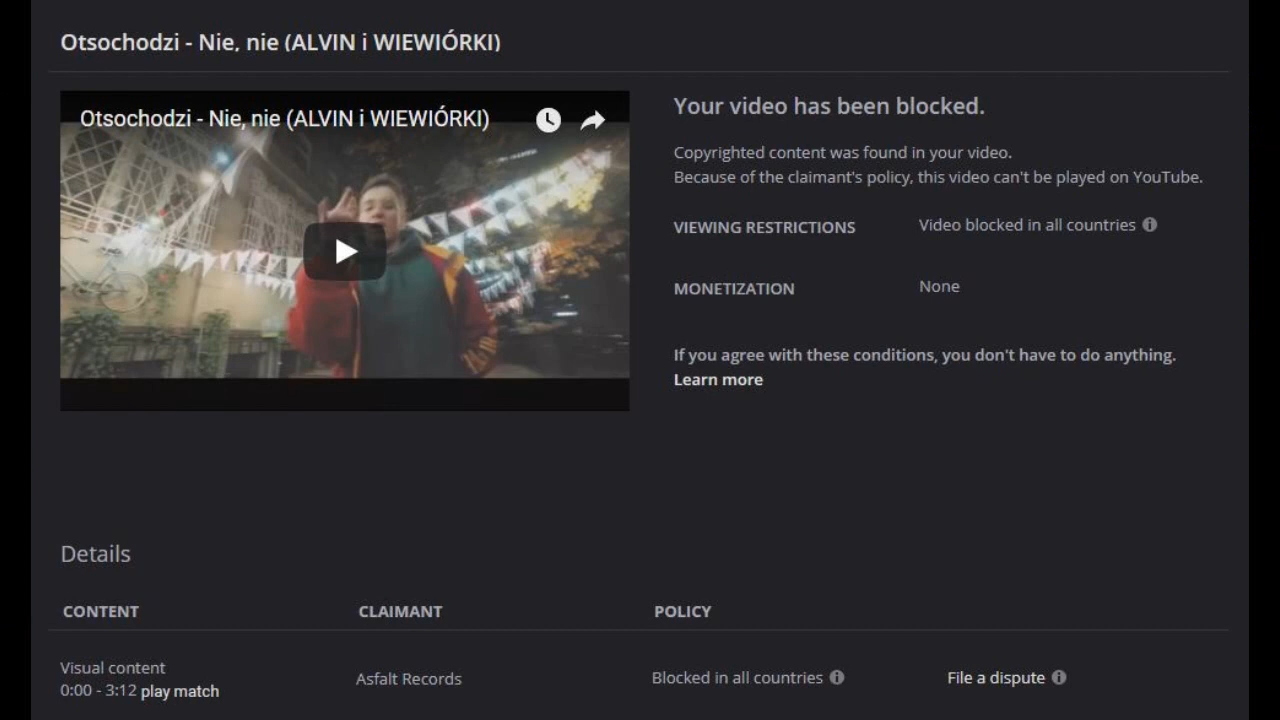 Otsochodzi - Nie, nie (ALVIN i WIEWIÓRKI)
Otsochodzi - Nie, nie (ALVIN i WIEWIÓRKI)
Your video has been blocked.
Copyrighted content was found in your video.
Because of the claimant's policy, this video can't be played on YouTube.
VIEWING RESTRICTIONS Video blocked in all countries
MONETIZATION None
If you agree with these conditions, you don't have to do anything.
Learn more
Details
CONTENT CLAIMANT POLICY
Visual content
0:00 - 3:12 play match Asfalt Records Blocked in all countries File a dispute